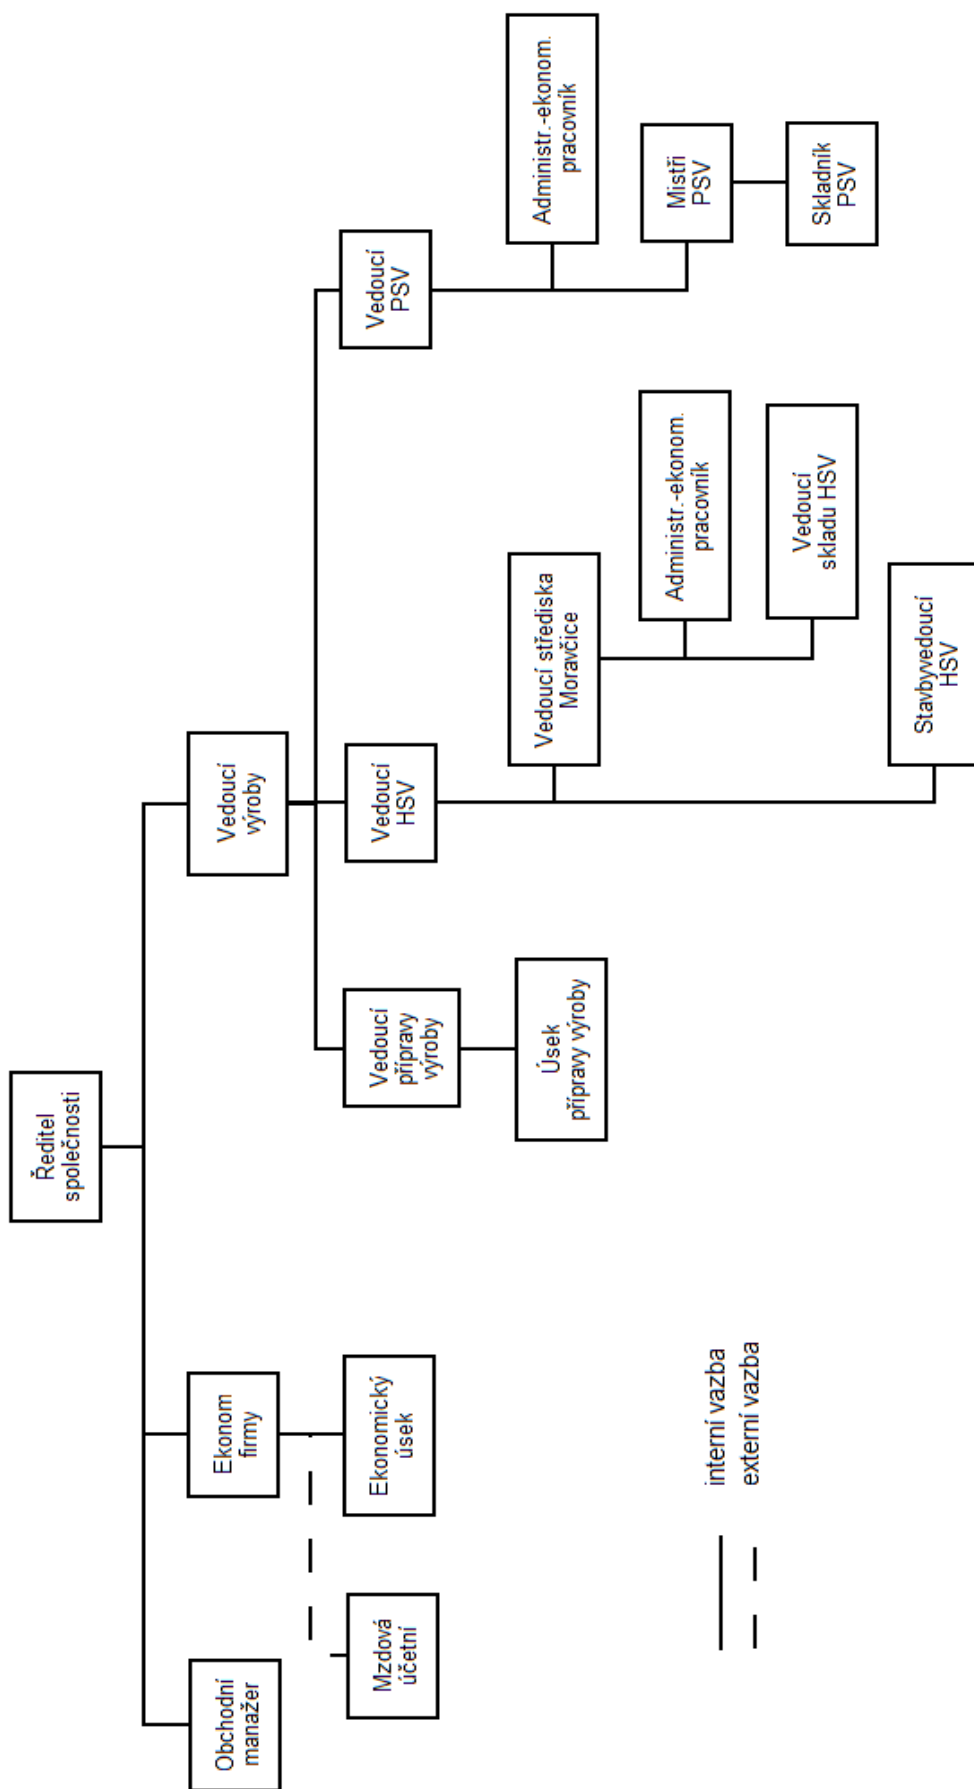 Ředitel
společnosti
Obchodní
manažer
Ekonom
firmy
Vedoucí
výroby
Mzdová
účetní
Ekonomický
úsek
Vedoucí
přípravy
výroby
Vedoucí
HSV
Vedoucí
PSV
Úsek
přípravy výroby
Vedoucí střediska
Moravčice
Administr.-ekonom.
pracovník
Administr.-ekonom.
pracovník
Mistři
PSV
Vedoucí
skladu HSV
Skladník
PSV
Stavbyvedoucí
HSV
interní vazba
externí vazba